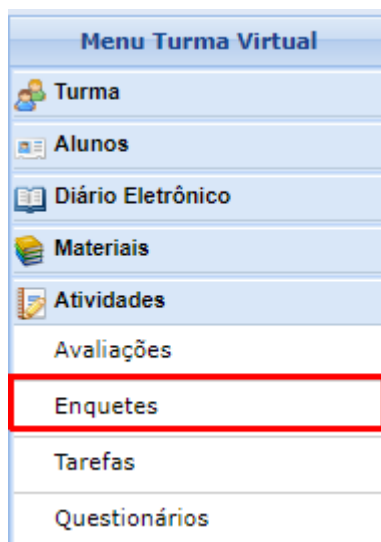 Menu Turma Virtual
Turma
Alunos
Diário Eletrônico
Materiais
Atividades
Avaliações
Enquetes
Tarefas
Questionários